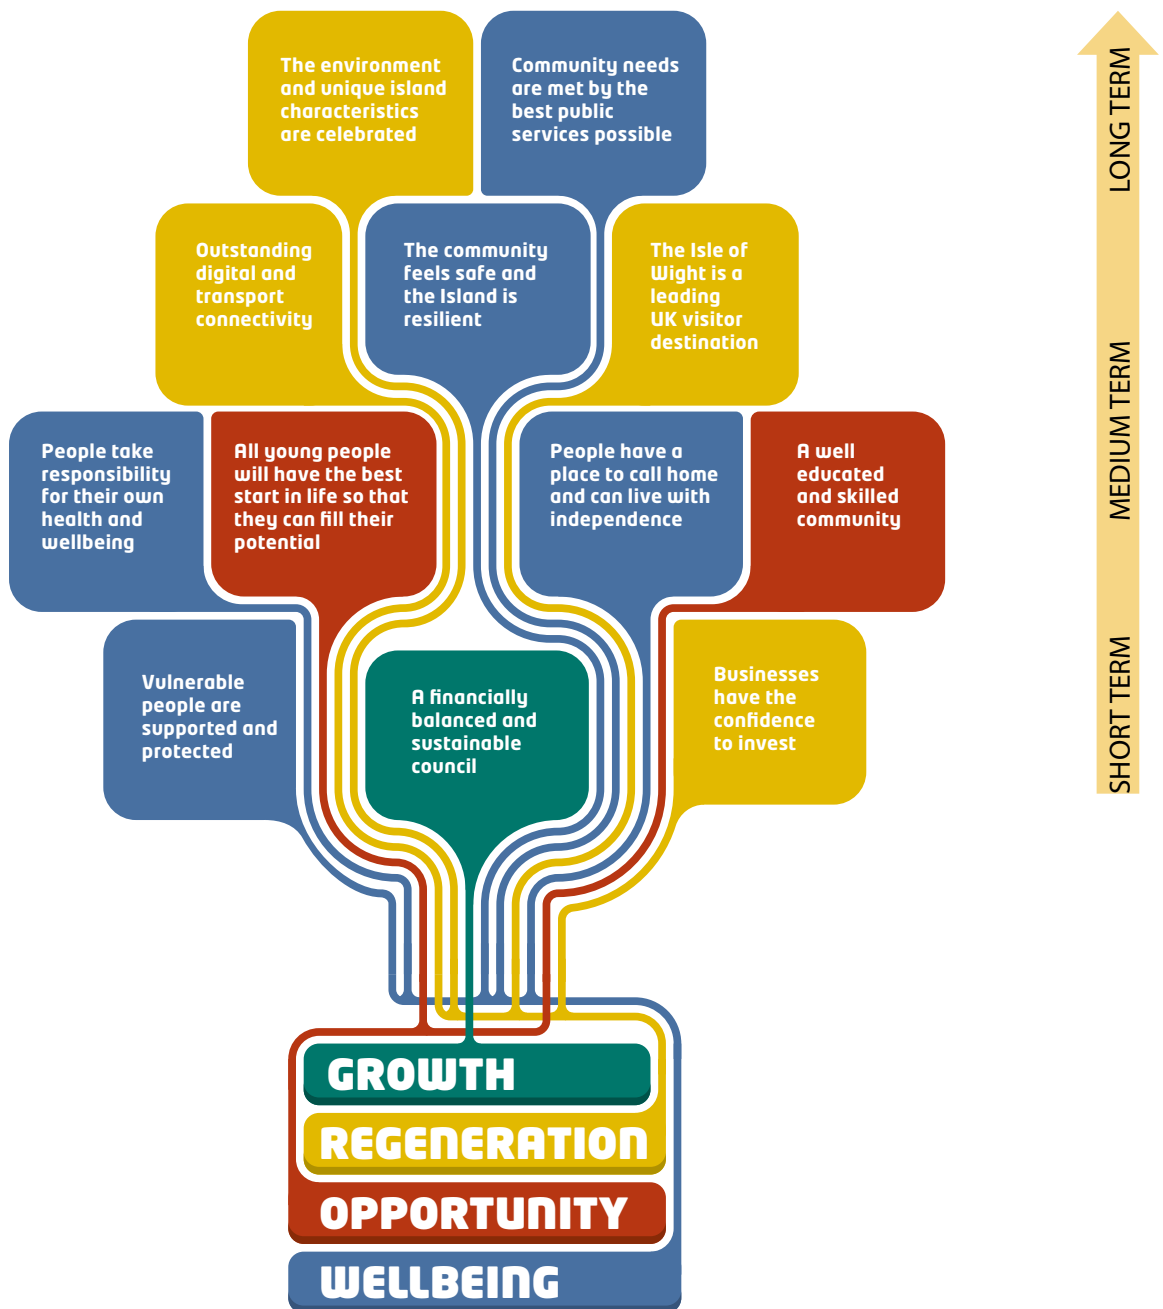 The environment
and unique island
characteristics
are celebrated
Community needs
are met by the
best public
services possible
Outstanding
digital and
transport
connectivity
The community
feels safe and
the Island is
resilient
The Isle of
Wight is a
leading
UK visitor
destination
People take
responsibility
for their own
health and
wellbeing
All young people
will have the best
start in life so that
they can fill their
potential
People have a
place to call home
and can live with
independence
A well
educated
and skilled
community
Vulnerable
people are
supported and
protected
A financially
balanced and
sustainable
council
Businesses
have the
confidence
to invest
LONG TERM
MEDIUM TERM
SHORT TERM
GROWTH
REGENERATION
OPPORTUNITY
WELLBEING